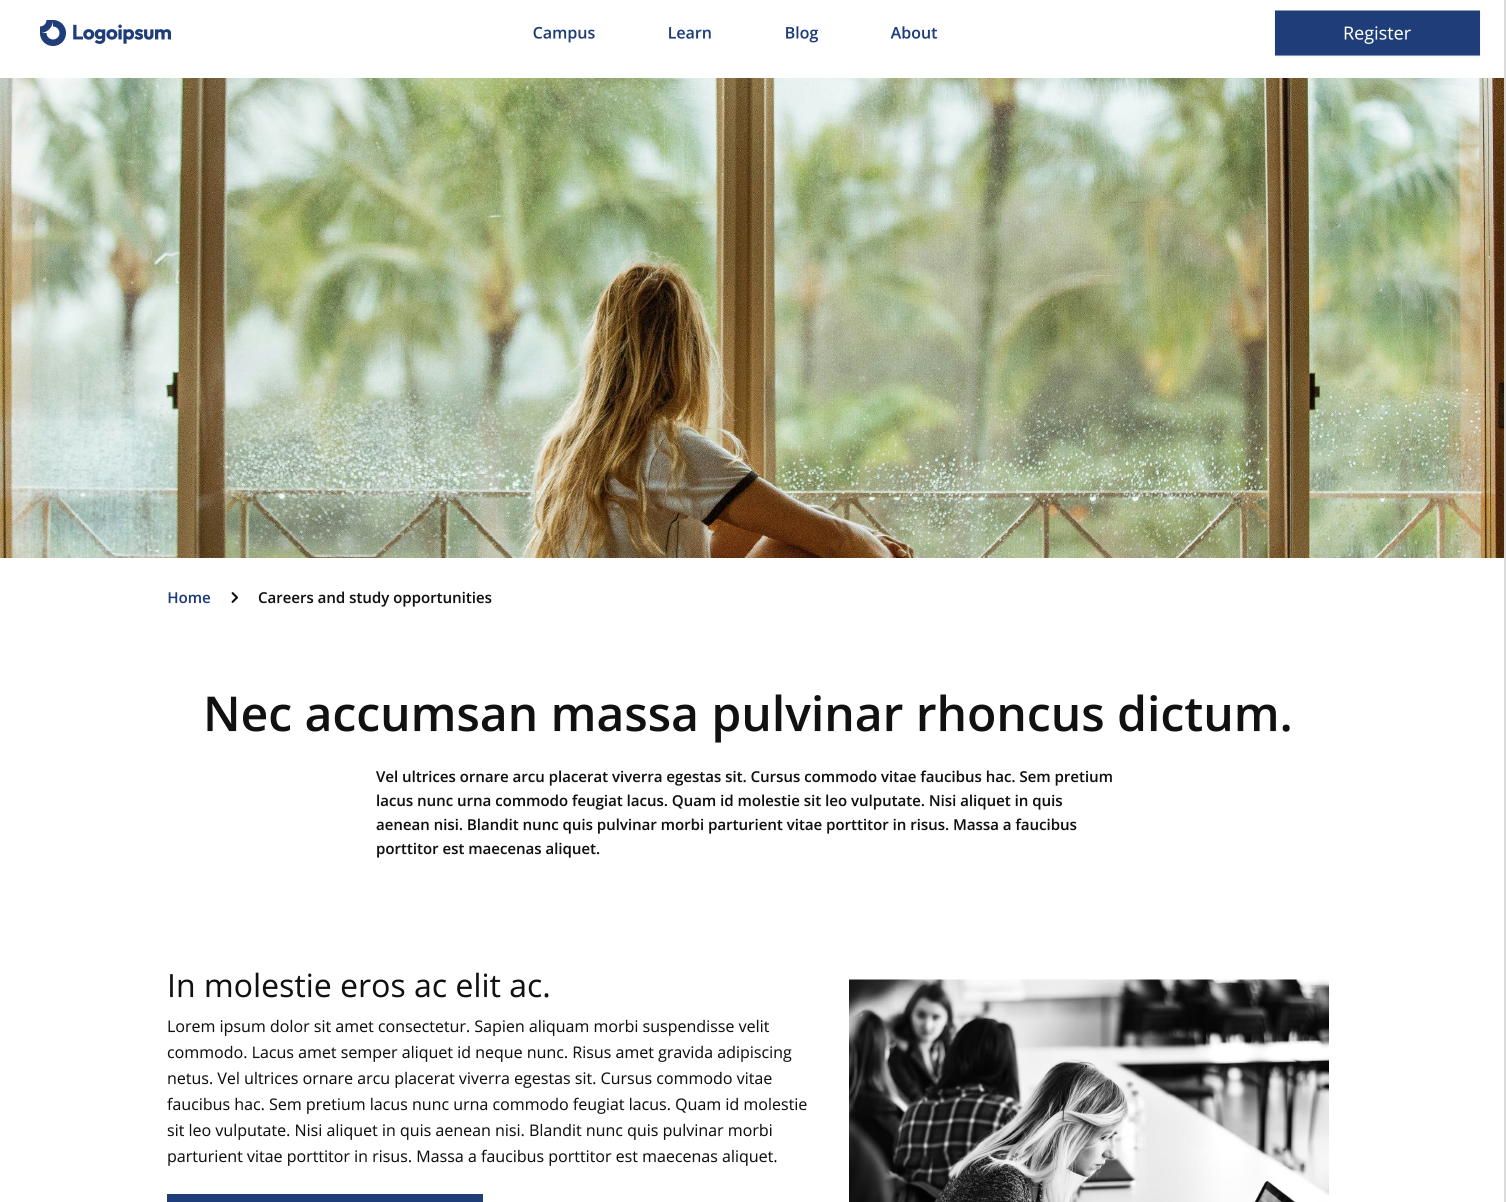 Logoipsum
Campus
Learn
Blog
About
Register
Home
Careers and study opportunities
Nec accumsan massa pulvinar rhoncus dictum.
Vel ultrices ornare arcu placerat viverra egestas sit. Cursus commodo vitae faucibus hac. Sem pretium
lacus nunc urna commodo feugiat lacus. Quam id molestie sit leo vulputate. Nisi aliquet in quis
aenean nisi. Blandit nunc quis pulvinar morbi parturient vitae porttitor in risus. Massa a faucibus
porttitor est maecenas aliquet.
In molestie eros ac elit ac.
Lorem ipsum dolor sit amet consectetur. Sapien aliquam morbi suspendisse velit
commodo. Lacus amet semper aliquet id neque nunc. Risus amet gravida adipiscing
netus. Vel ultrices ornare arcu placerat viverra egestas sit. Cursus commodo vitae
faucibus hac. Sem pretium lacus nunc urna commodo feugiat lacus. Quam id molestie
sit leo vulputate. Nisi aliquet in quis aenean nisi. Blandit nunc quis pulvinar morbi
parturient vitae porttitor in risus. Massa a faucibus porttitor est maecenas aliquet.